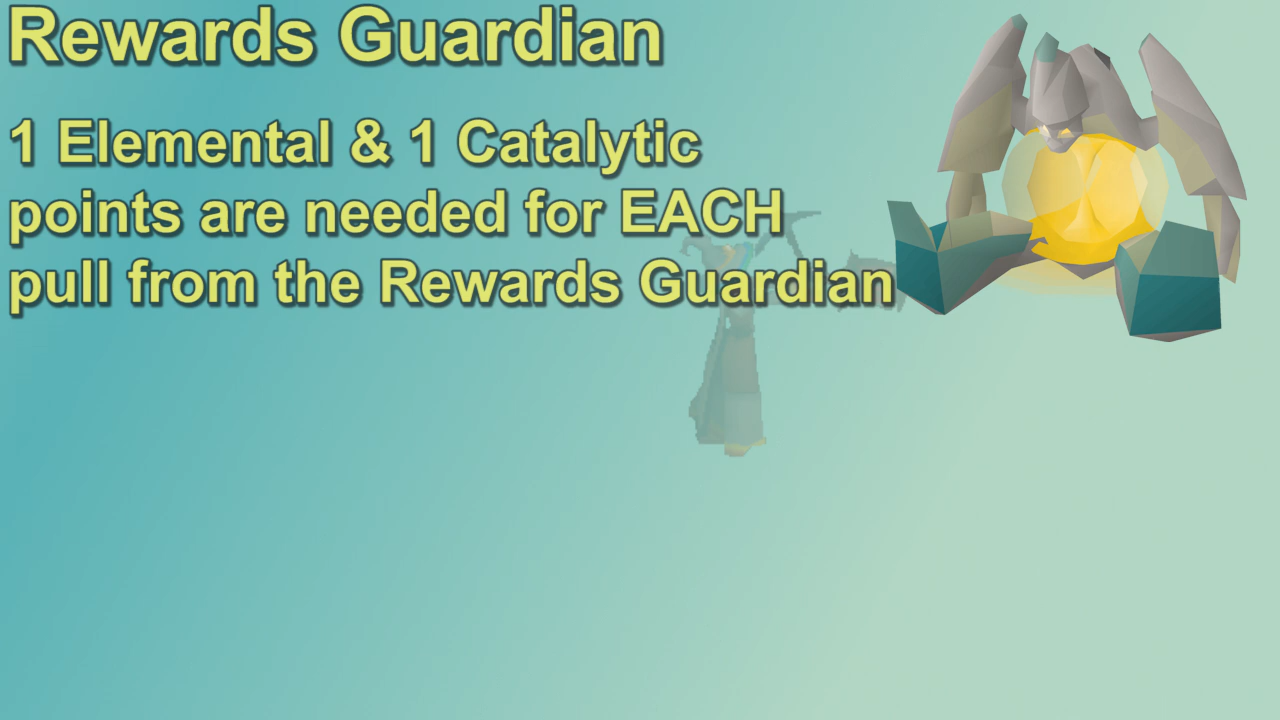 Rewards Guardian
1 Elemental & 1 Catalytic
points are needed for EACH
pull from the Rewards Guardian